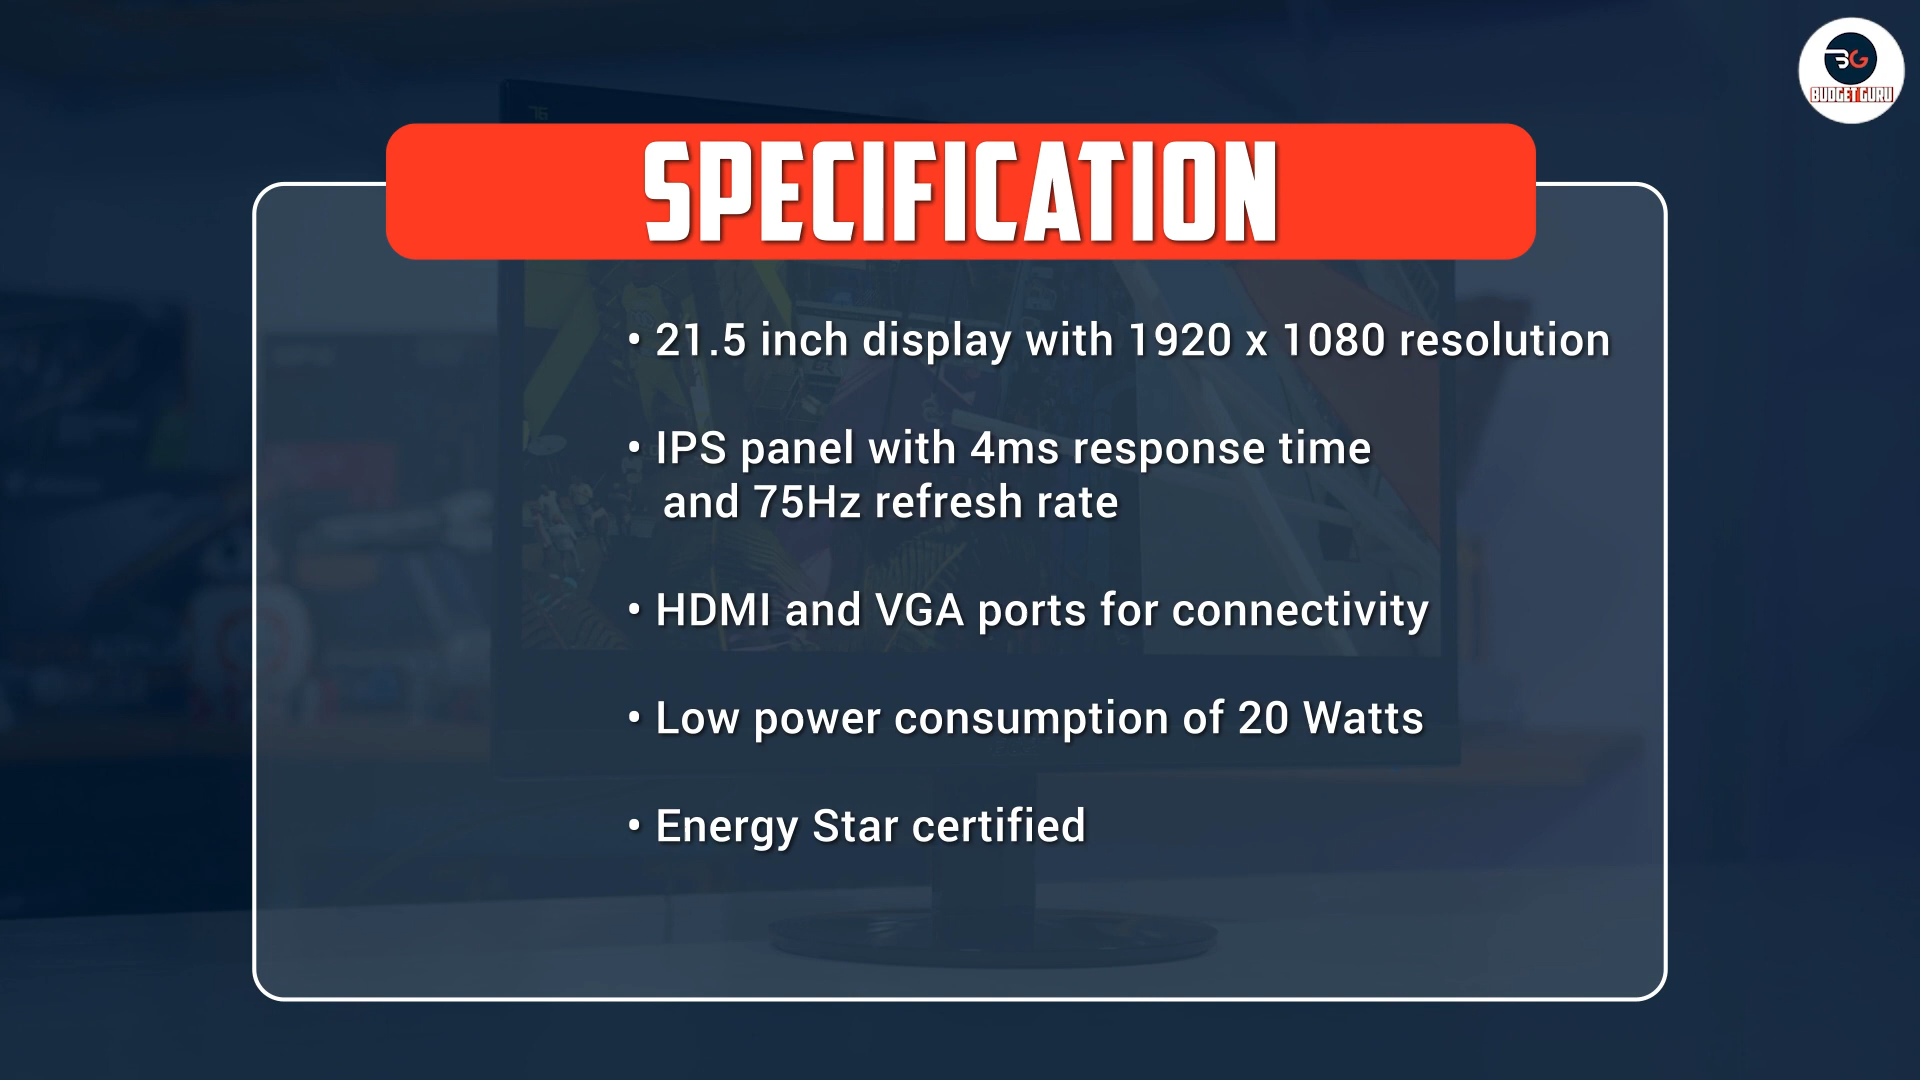 BG
BUDGET GURU
SPECIFICATION
• 21.5 inch display with 1920 x 1080 resolution
• IPS panel with 4ms response time
and 75Hz refresh rate
• HDMI and VGA ports for connectivity
• Low power consumption of 20 Watts
• Energy Star certified